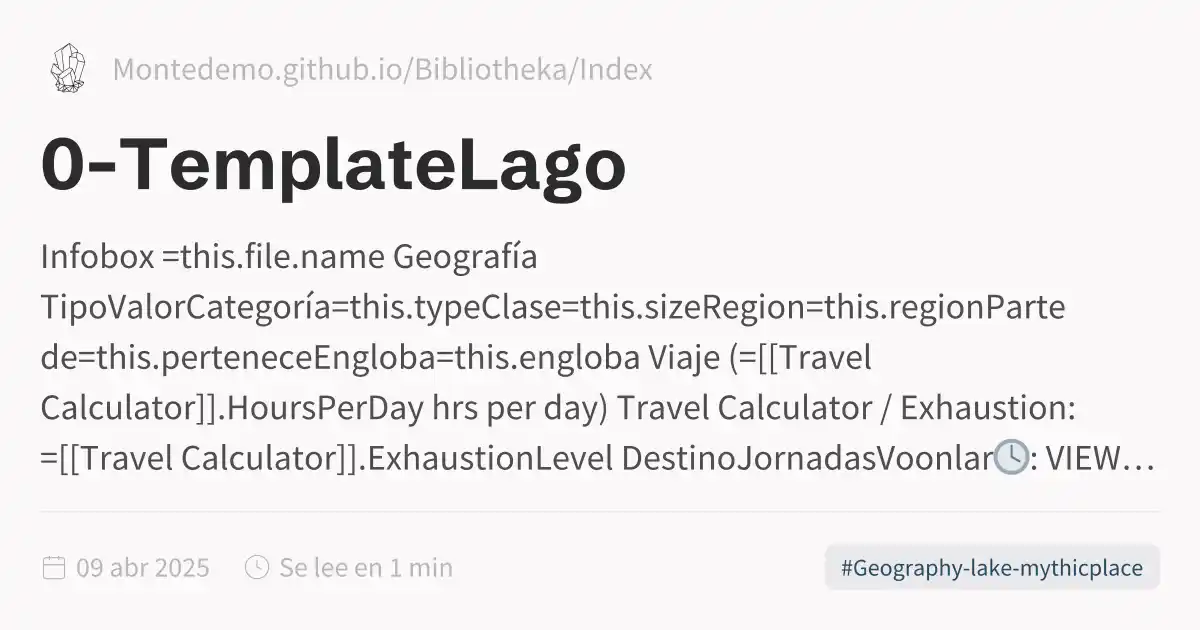 Montedemo.github.io/Bibliotheka/Index
0-TemplateLago
Infobox =this.file.name Geografía
TipoValorCategoría=this.typeClase=this.sizeRegion=this.regionParte
de=this.perteneceEngloba=this.engloba Viaje (=[[Travel
Calculator]].HoursPerDay hrs per day) Travel Calculator / Exhaustion:
=[[Travel Calculator]].ExhaustionLevel DestinoJornadasVoonlar🕓: VIEW…
09 abr 2025 Se lee en 1 min #Geography-lake-mythicplace